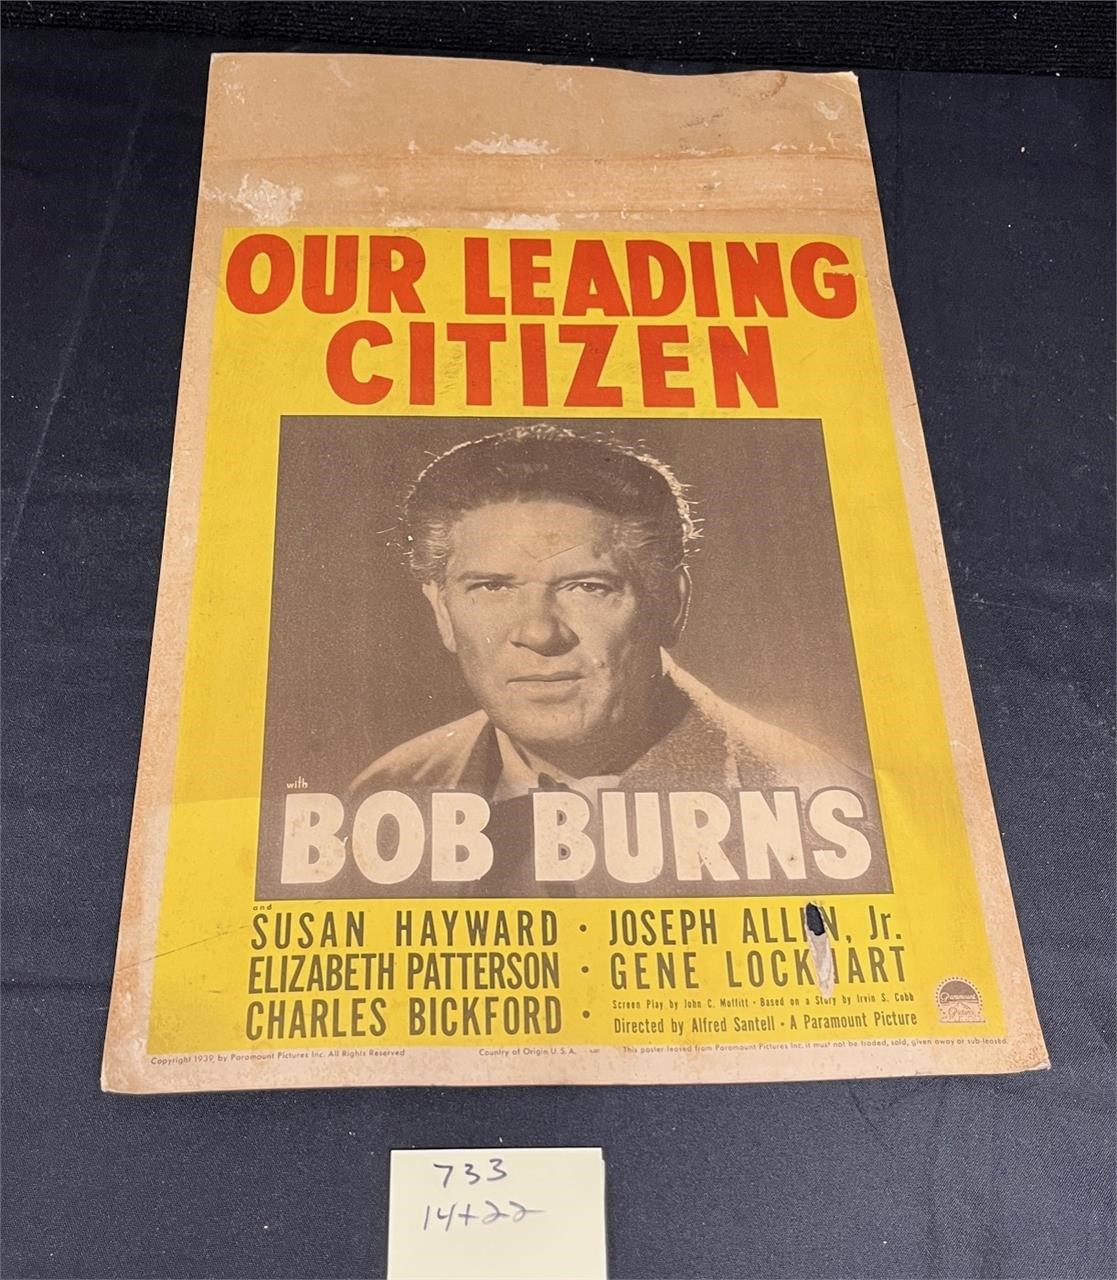 OUR LEADING
CITIZEN
with
BOB BURNS
and
SUSAN HAYWARD • JOSEPH ALLEN, Jr.
ELIZABETH PATTERSON • GENE LOCKHART
CHARLES BICKFORD •
Screen Play by John C. Moffitt • Based on a Story by Irvin S. Cobb
Directed by Alfred Santell • A Paramount Picture
Paramount
Pictures
Copyright 1939, by Paramount Pictures Inc. All Rights Reserved
Country of Origin U.S.A.
This poster leased from Paramount Pictures Inc. it must not be traded, sold, given away or sub-leased.
733
14+22